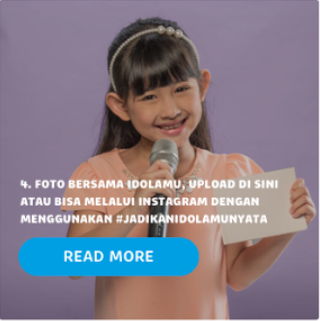 4. FOTO BERSAMA IDOLAMU, UPLOAD DI SINI
ATAU BISA MELALUI INSTAGRAM DENGAN
MENGGUNAKAN #JADIKANIDOLAMUNYATA
READ MORE